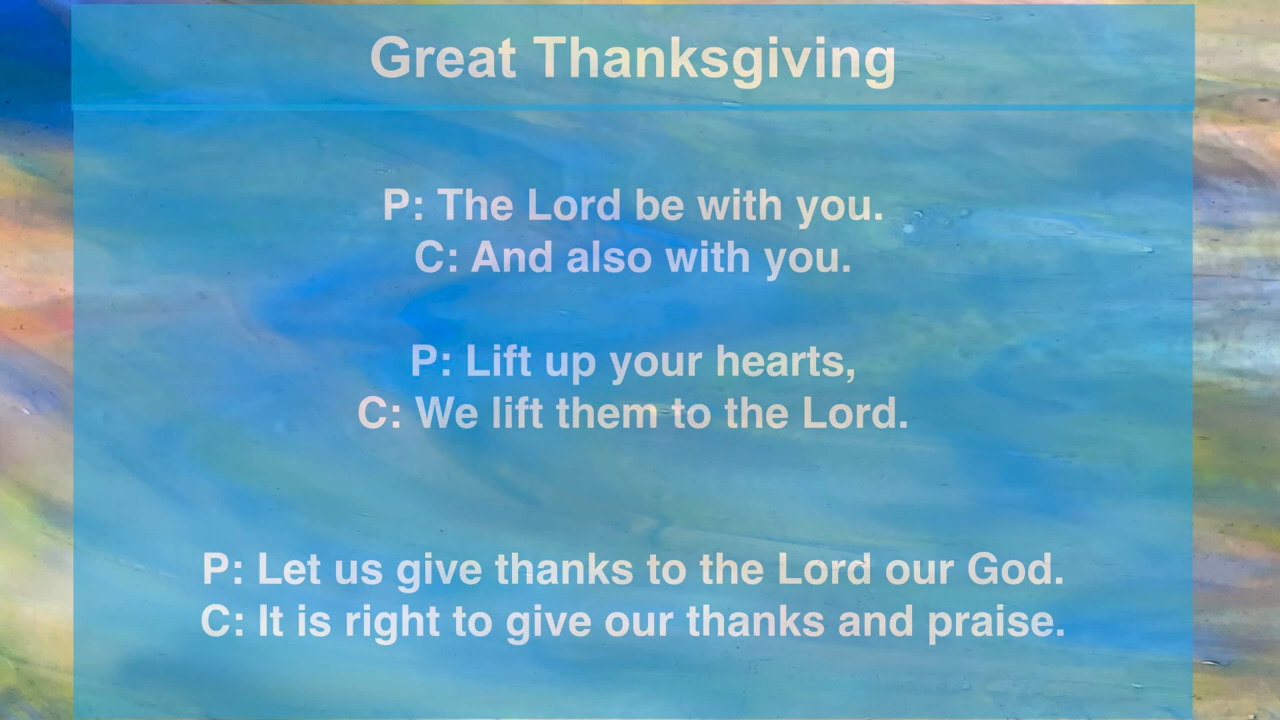 Great Thanksgiving
P: The Lord be with you.
C: And also with you.
P: Lift up your hearts,
C: We lift them to the Lord.
P: Let us give thanks to the Lord our God.
C: It is right to give our thanks and praise.